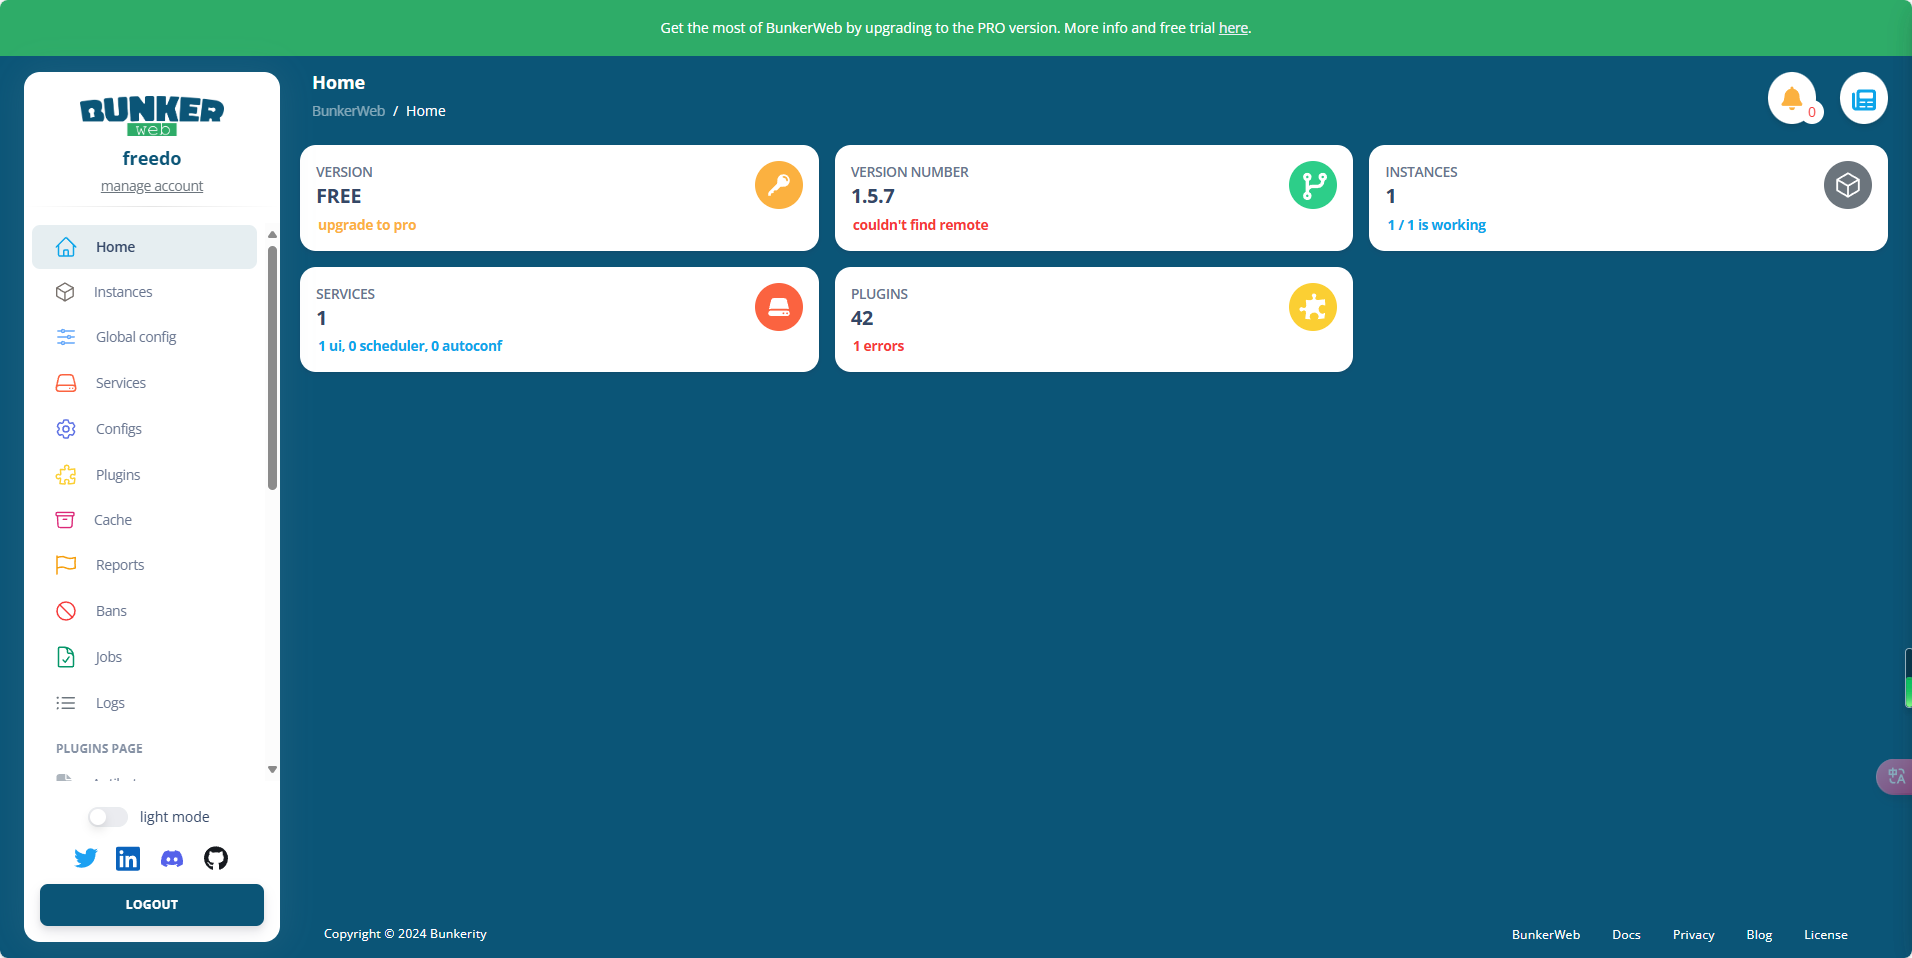 Get the most of BunkerWeb by upgrading to the PRO version. More info and free trial here.
BUNKER
web
freedo
manage account
Home
Instances
Global config
Services
Configs
Plugins
Cache
Reports
Bans
Jobs
Logs
PLUGINS PAGE
light mode
LOGOUT
Home
BunkerWeb / Home
0
VERSION
FREE
upgrade to pro
VERSION NUMBER
1.5.7
couldn't find remote
INSTANCES
1
1 / 1 is working
SERVICES
1
1 ui, 0 scheduler, 0 autoconf
PLUGINS
42
1 errors
Copyright © 2024 Bunkerity
BunkerWeb Docs Privacy Blog License